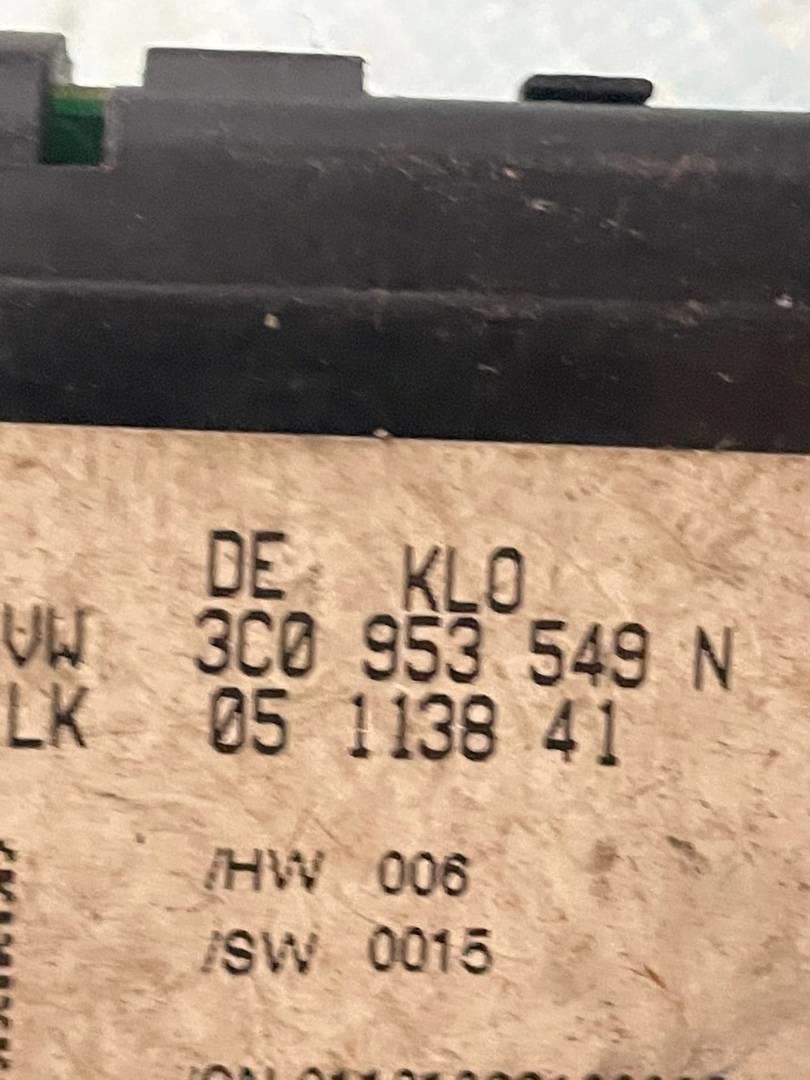 DE KLO
VW 3C0 953 549 N
LK 05 1138 41
/HW 006
/SW 0015